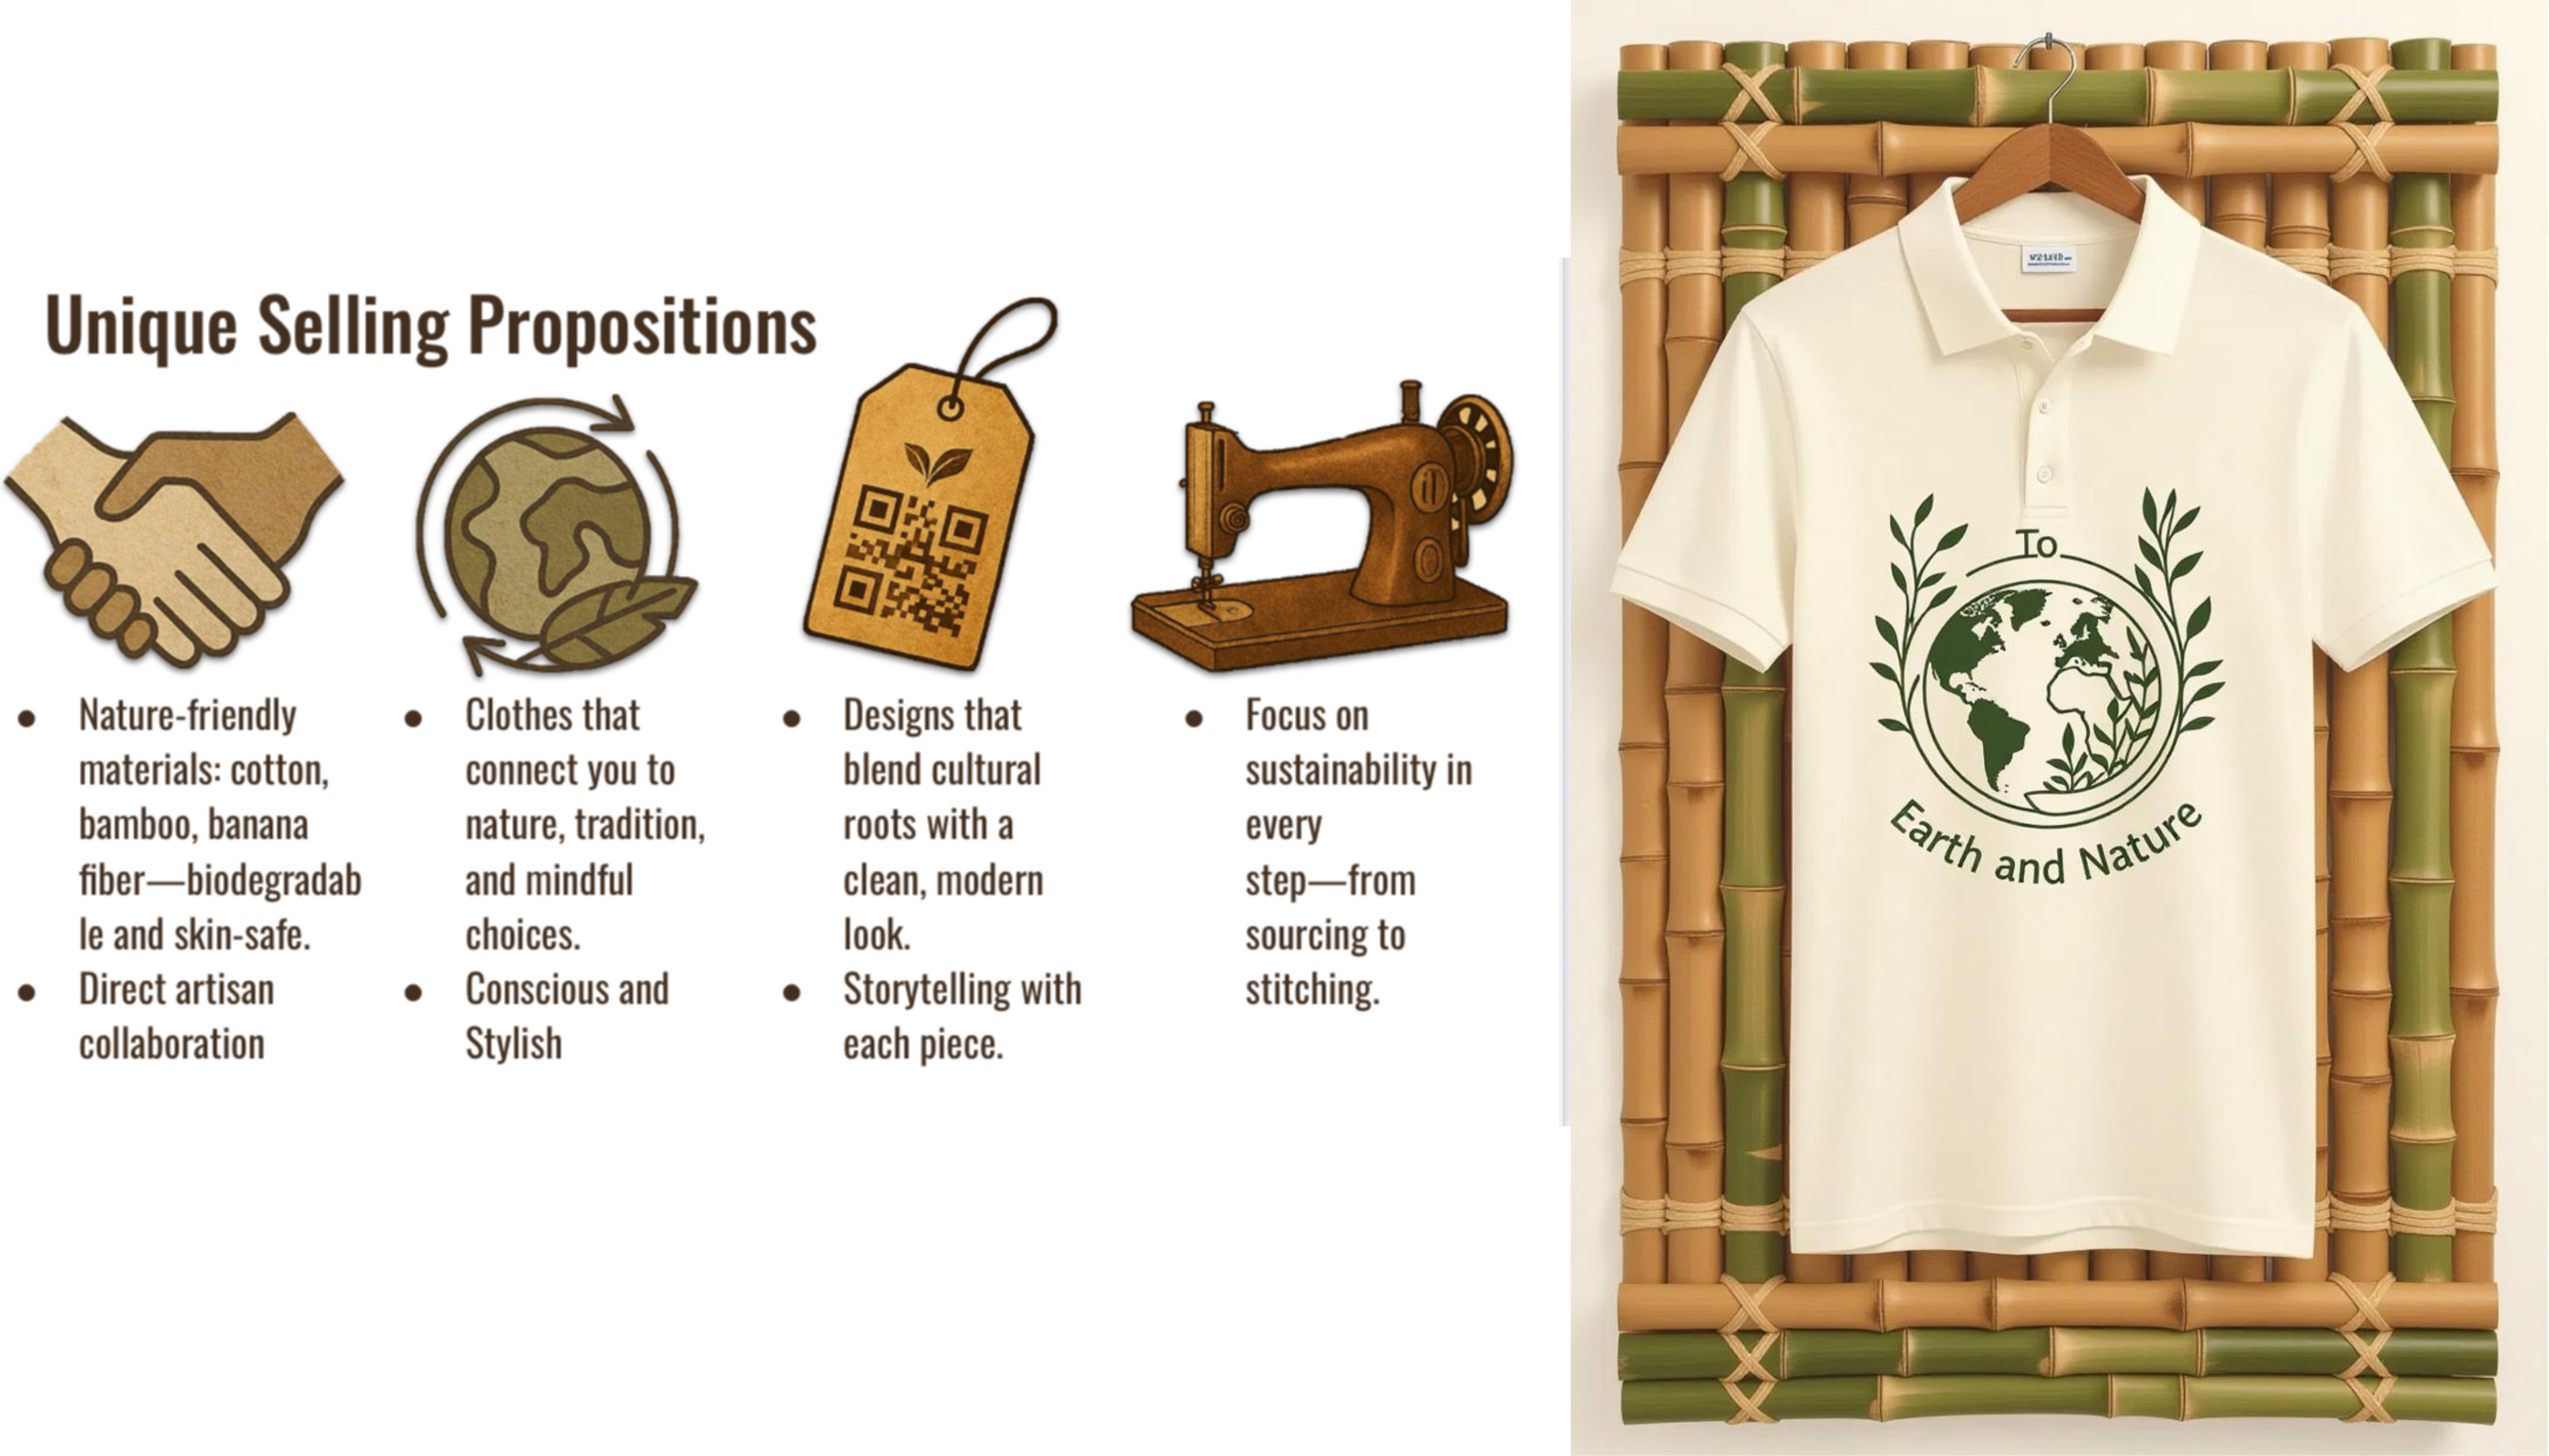 Unique Selling Propositions
● Nature-friendly
materials: cotton,
bamboo, banana
fiber—biodegradab
le and skin-safe.
● Direct artisan
collaboration
● Clothes that
connect you to
nature, tradition,
and mindful
choices.
● Conscious and
Stylish
● Designs that
blend cultural
roots with a
clean, modern
look.
● Storytelling with
each piece.
● Focus on
sustainability in
every
step—from
sourcing to
stitching.
To
Earth and Nature